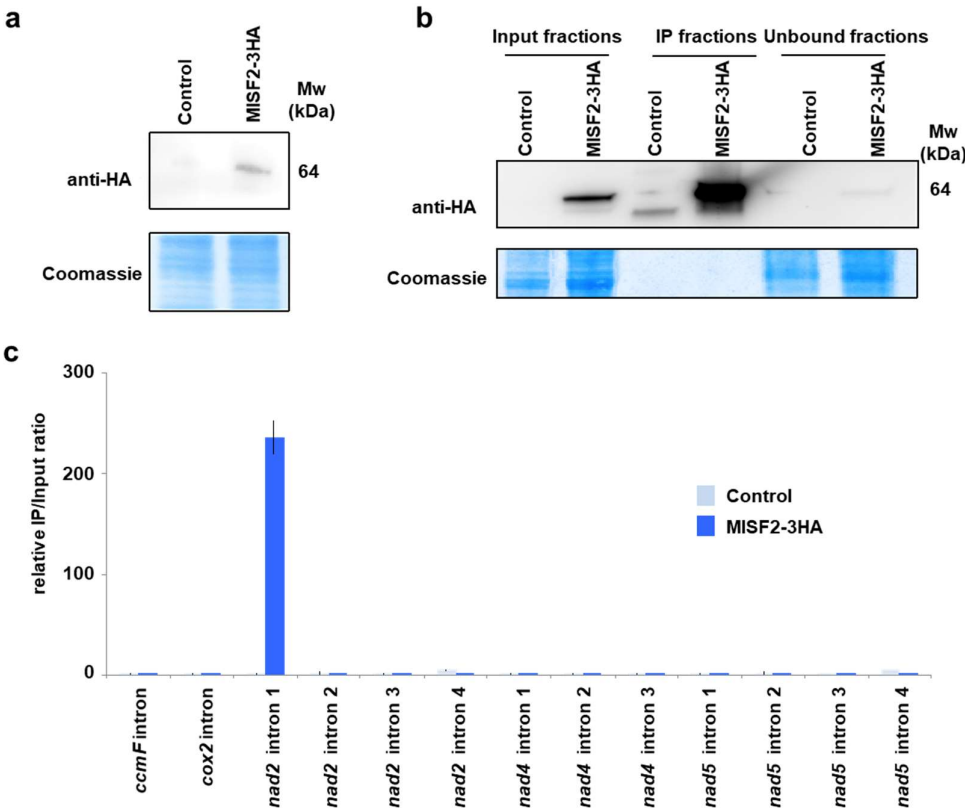 a
Control
MISF2-3HA
Mw
(kDa)
anti-HA
64
Coomassie
b
Input fractions
IP fractions
Unbound fractions
Control
MISF2-3HA
Control
MISF2-3HA
Control
MISF2-3HA
Mw
(kDa)
anti-HA
64
Coomassie
c
relative IP/Input ratio
300
200
100
0
Control
MISF2-3HA
ccmF intron
cox2 intron
nad2 intron 1
nad2 intron 2
nad2 intron 3
nad2 intron 4
nad4 intron 1
nad4 intron 2
nad4 intron 3
nad5 intron 1
nad5 intron 2
nad5 intron 3
nad5 intron 4